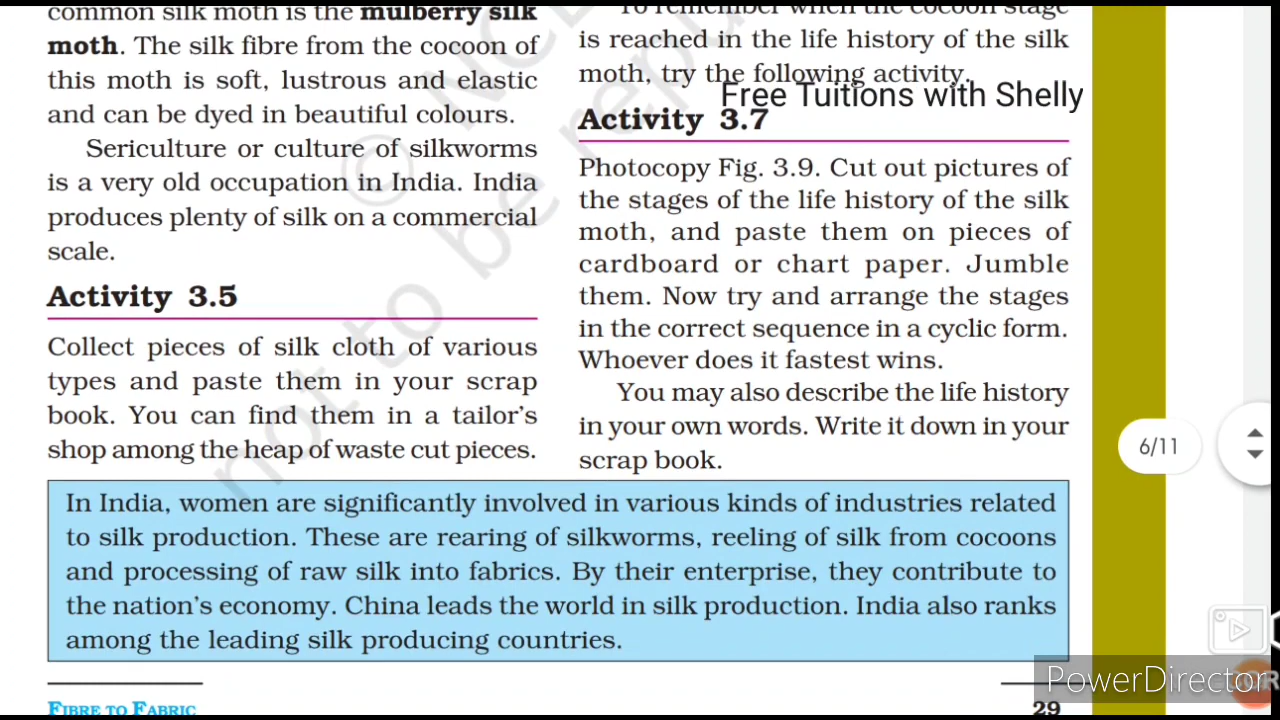 common silk moth is the mulberry silk
moth. The silk fibre from the cocoon of
this moth is soft, lustrous and elastic
and can be dyed in beautiful colours.
Sericulture or culture of silkworms
is a very old occupation in India. India
produces plenty of silk on a commercial
scale.
Activity 3.5
Collect pieces of silk cloth of various
types and paste them in your scrap
book. You can find them in a tailor's
shop among the heap of waste cut pieces.
To remember when the cocoon stage
is reached in the life history of the silk
moth, try the following activity.
Free Tuitions with Shelly
Activity 3.7
Photocopy Fig. 3.9. Cut out pictures of
the stages of the life history of the silk
moth, and paste them on pieces of
cardboard or chart paper. Jumble
them. Now try and arrange the stages
in the correct sequence in a cyclic form.
Whoever does it fastest wins.
You may also describe the life history
in your own words. Write it down in your
scrap book.
6/11
In India, women are significantly involved in various kinds of industries related
to silk production. These are rearing of silkworms, reeling of silk from cocoons
and processing of raw silk into fabrics. By their enterprise, they contribute to
the nation's economy. China leads the world in silk production. India also ranks
among the leading silk producing countries.
FIBRE TO FABRIC
29
PowerDirector
not to be